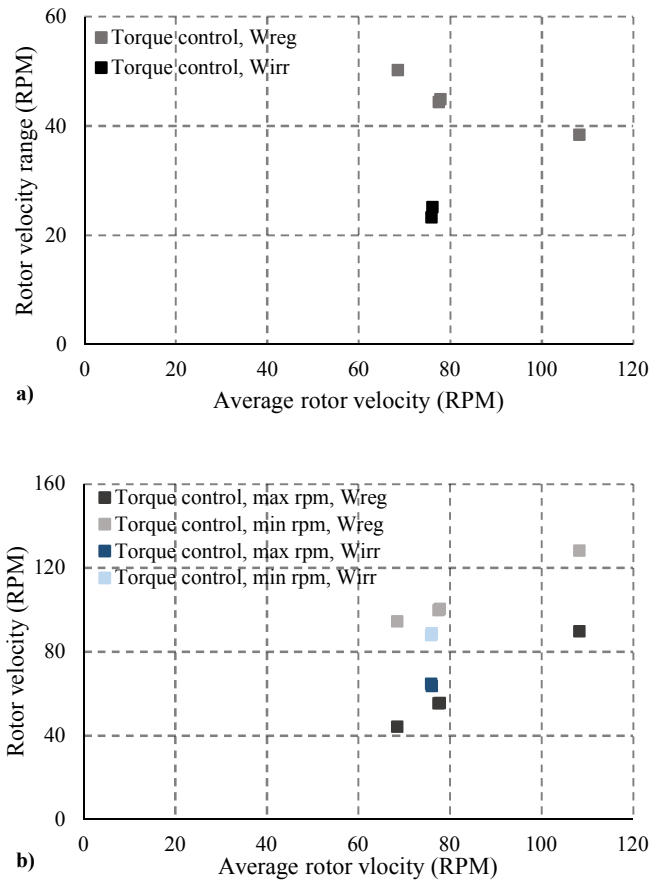 60
40
20
0
Rotor velocity range (RPM)
Torque control, Wreg
Torque control, Wirr
0 20 40 60 80 100 120
a)
Average rotor velocity (RPM)
160
120
80
40
0
Rotor velocity (RPM)
Torque control, max rpm, Wreg
Torque control, min rpm, Wreg
Torque control, max rpm, Wirr
Torque control, min rpm, Wirr
0 20 40 60 80 100 120
b)
Average rotor vlocity (RPM)